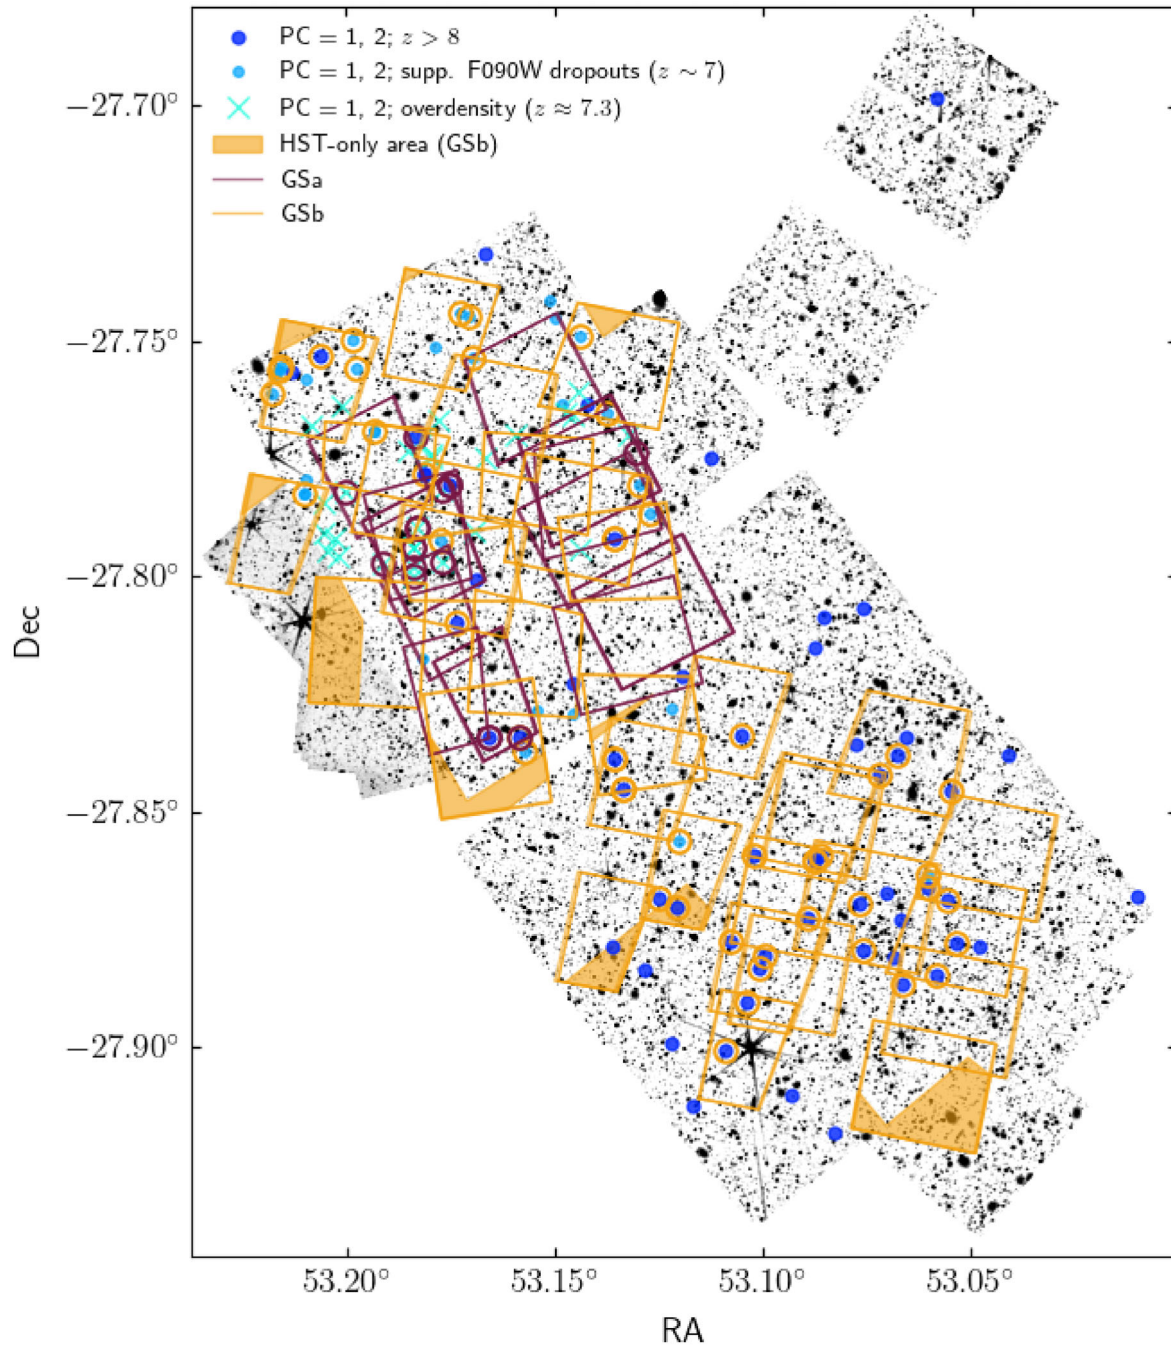 PC = 1, 2; z > 8
PC = 1, 2; supp. F090W dropouts (z ∼ 7)
PC = 1, 2; overdensity (z ≈ 7.3)
HST-only area (GSb)
GSa
GSb
−27.70°
−27.75°
−27.80°
−27.85°
−27.90°
Dec
53.20° 53.15° 53.10° 53.05°
RA